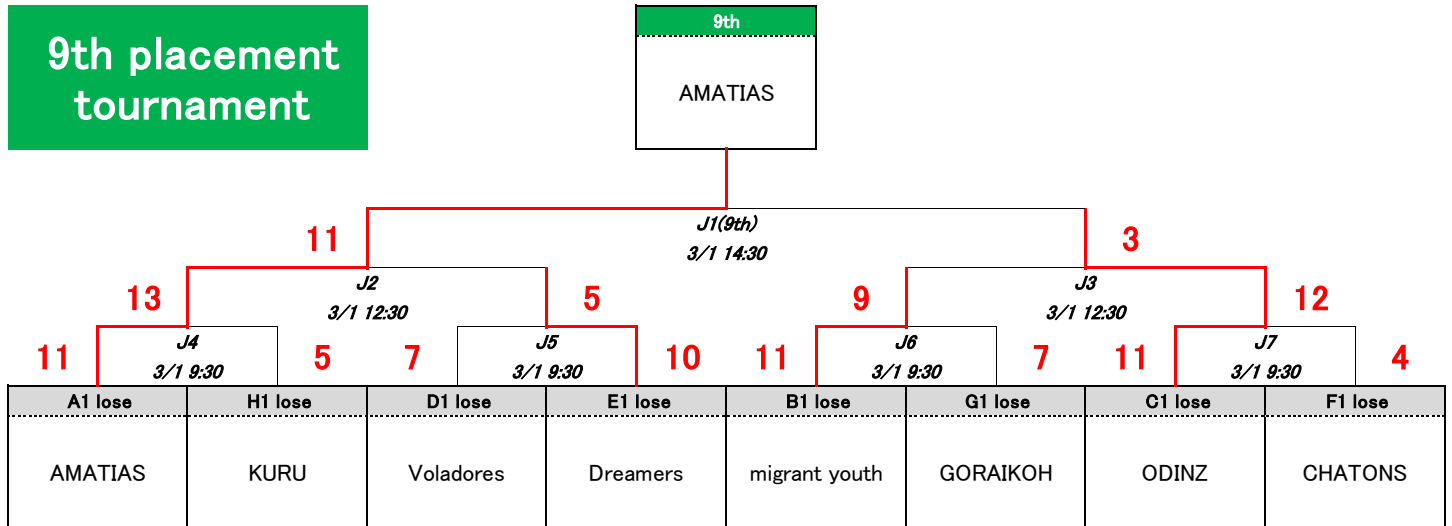 9th placement
tournament
9th
AMATIAS
J1(9th)
11
3
3/1 14:30
J2
J3
13
5
9
12
3/1 12:30
3/1 12:30
J4
J5
J6
J7
11
5
7
10
11
7
11
4
3/1 9:30
3/1 9:30
3/1 9:30
3/1 9:30
A1 lose
H1 lose
D1 lose
E1 lose
B1 lose
G1 lose
C1 lose
F1 lose
AMATIAS
KURU
Voladores
Dreamers
migrant youth
GORAIKOH
ODINZ
CHATONS